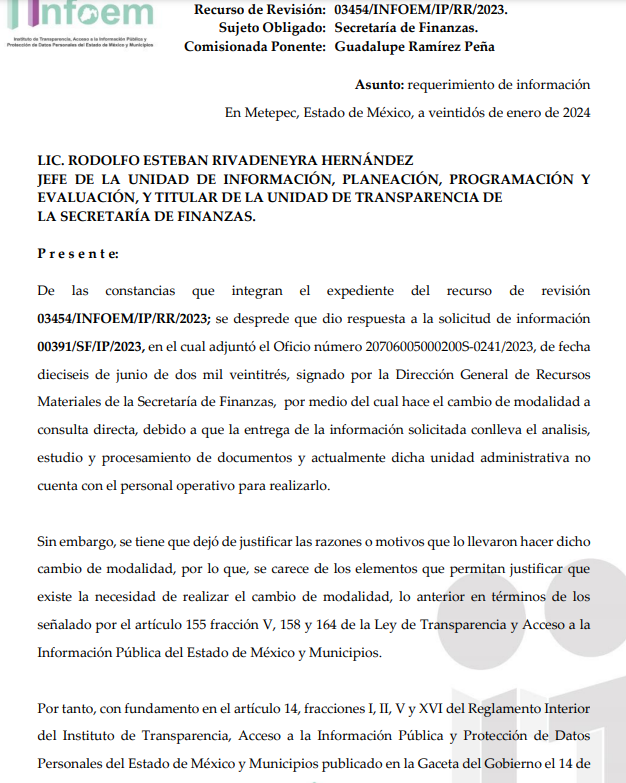 Infoem
Instituto de Transparencia, Acceso a la Información Pública y
Protección de Datos Personales del Estado de México y Municipios
Recurso de Revisión: 03454/INFOEM/IP/RR/2023.
Sujeto Obligado: Secretaría de Finanzas.
Comisionada Ponente: Guadalupe Ramírez Peña
Asunto: requerimiento de información
En Metepec, Estado de México, a veintidós de enero de 2024
LIC. RODOLFO ESTEBAN RIVADENEYRA HERNÁNDEZ
JEFE DE LA UNIDAD DE INFORMACIÓN, PLANEACIÓN, PROGRAMACIÓN Y
EVALUACIÓN, Y TITULAR DE LA UNIDAD DE TRANSPARENCIA DE
LA SECRETARÍA DE FINANZAS.
P r e s e n t e:
De las constancias que integran el expediente del recurso de revisión
03454/INFOEM/IP/RR/2023; se desprede que dio respuesta a la solicitud de información
00391/SF/IP/2023, en el cual adjuntó el Oficio número 20706005000200S-0241/2023, de fecha
dieciseis de junio de dos mil veintitrés, signado por la Dirección General de Recursos
Materiales de la Secretaría de Finanzas, por medio del cual hace el cambio de modalidad a
consulta directa, debido a que la entrega de la información solicitada conlleva el analisis,
estudio y procesamiento de documentos y actualmente dicha unidad administrativa no
cuenta con el personal operativo para realizarlo.
Sin embargo, se tiene que dejó de justificar las razones o motivos que lo llevaron hacer dicho
cambio de modalidad, por lo que, se carece de los elementos que permitan justificar que
existe la necesidad de realizar el cambio de modalidad, lo anterior en términos de los
señalado por el artículo 155 fracción V, 158 y 164 de la Ley de Transparencia y Acceso a la
Información Pública del Estado de México y Municipios.
Por tanto, con fundamento en el artículo 14, fracciones I, II, V y XVI del Reglamento Interior
del Instituto de Transparencia, Acceso a la Información Pública y Protección de Datos
Personales del Estado de México y Municipios publicado en la Gaceta del Gobierno el 14 de